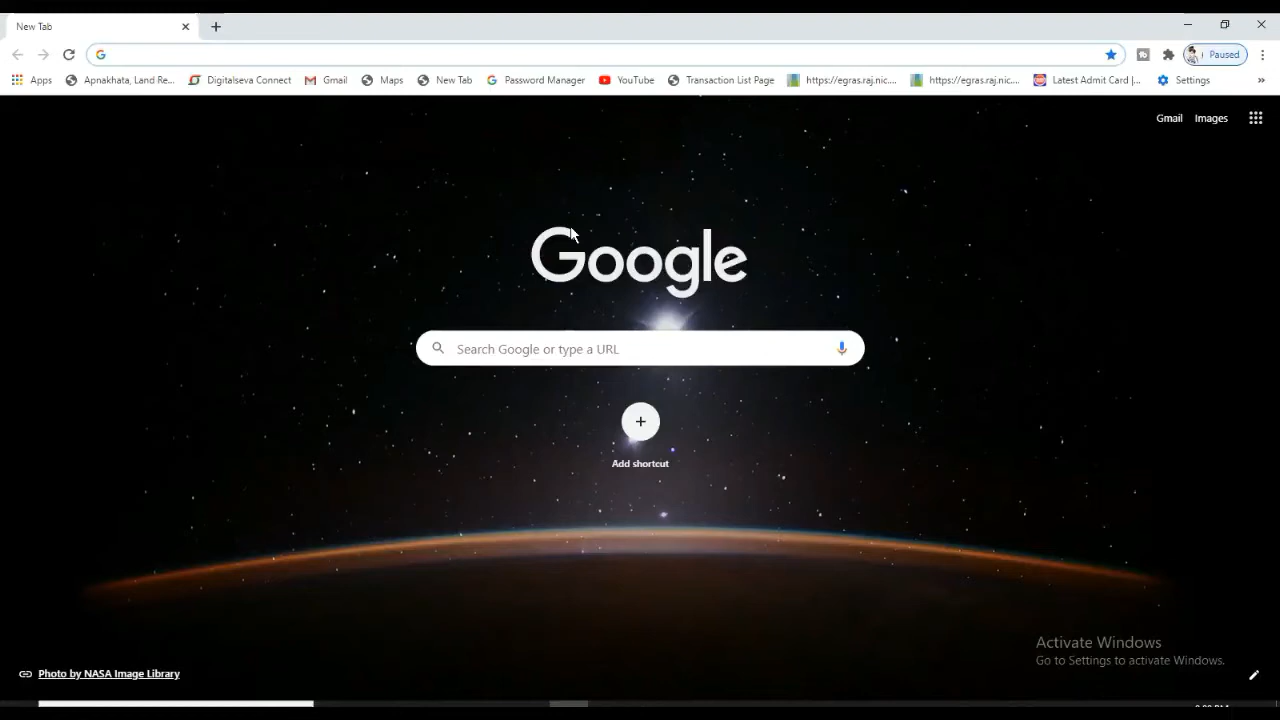 New Tab
Paused
Apps
Apnakhata, Land Re...
Digitalseva Connect
Gmail
Maps
New Tab
Password Manager
YouTube
Transaction List Page
https://egras.raj.nic....
https://egras.raj.nic....
Latest Admit Card |...
Settings
»
Gmail
Images
Google
Search Google or type a URL
Add shortcut
Activate Windows
Go to Settings to activate Windows.
Photo by NASA Image Library